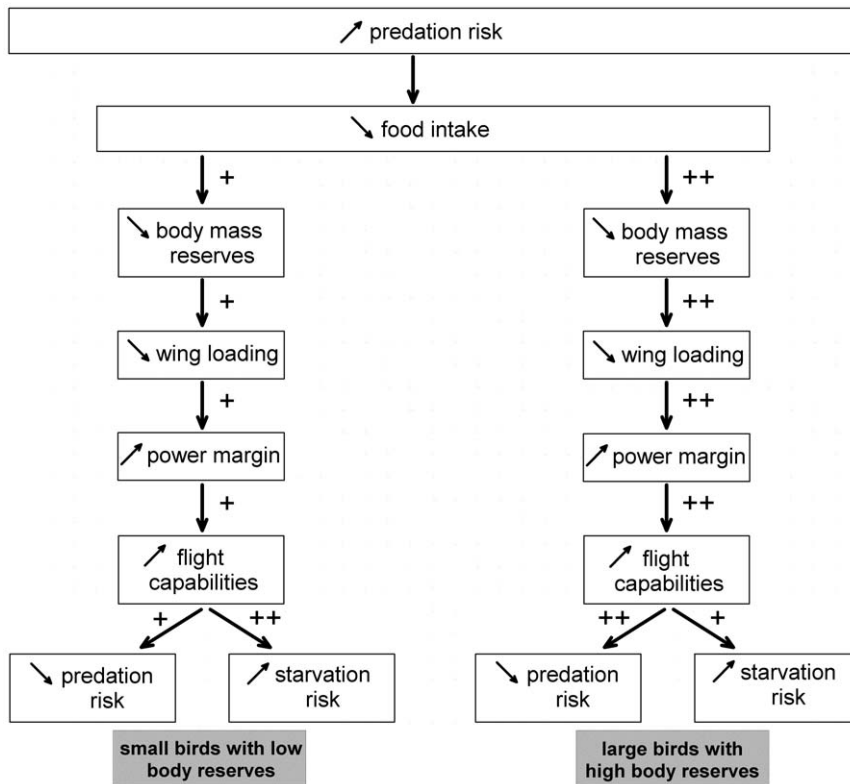 ↗ predation risk
↘ food intake
+
++
↘ body mass
reserves
↘ body mass
reserves
+
++
↘ wing loading
↘ wing loading
+
++
↗ power margin
↗ power margin
+
++
↗ flight
capabilities
↗ flight
capabilities
+
++
++
+
↘ predation
risk
↗ starvation
risk
↘ predation
risk
↗ starvation
risk
small birds with low
body reserves
large birds with
high body reserves